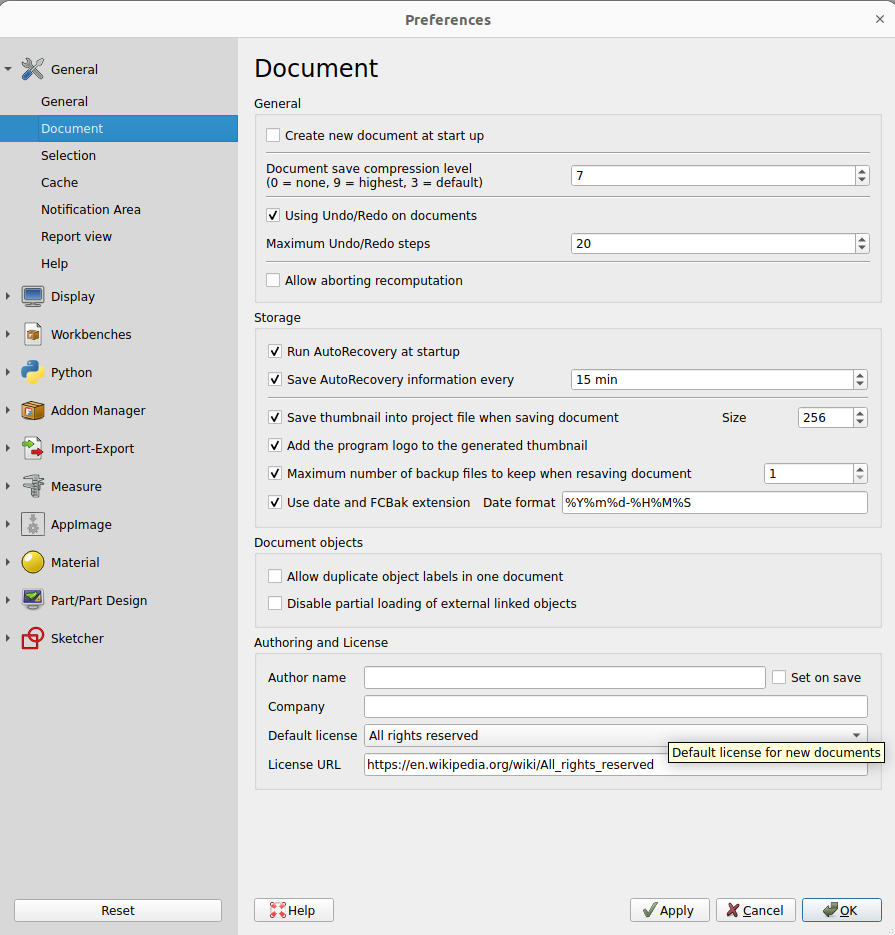 Preferences
General
General
Document
Selection
Cache
Notification Area
Report view
Help
Display
Workbenches
Python
Addon Manager
Import-Export
Measure
AppImage
Material
Part/Part Design
Sketcher
Reset
Document
General
Create new document at start up
Document save compression level
(0 = none, 9 = highest, 3 = default)
7
Using Undo/Redo on documents
Maximum Undo/Redo steps
20
Allow aborting recomputation
Storage
Run AutoRecovery at startup
Save AutoRecovery information every
15 min
Save thumbnail into project file when saving document
Size
256
Add the program logo to the generated thumbnail
Maximum number of backup files to keep when resaving document
1
Use date and FCBak extension
Date format
%Y%m%d-%H%M%S
Document objects
Allow duplicate object labels in one document
Disable partial loading of external linked objects
Authoring and License
Author name
Set on save
Company
Default license
All rights reserved
Default license for new documents
License URL
https://en.wikipedia.org/wiki/All_rights_reserved
Help
Apply
Cancel
OK